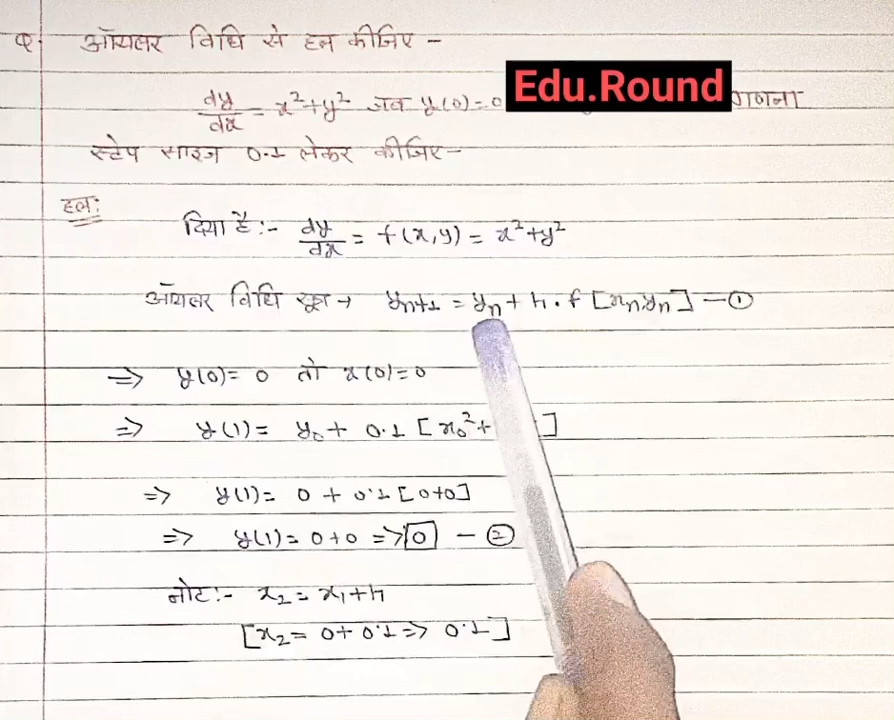 Q. ऑयलर विधि से हल कीजिए -
Edu.Round
dy/dx = x²+y² जब y(0)=0 गणना
स्टेप साइज 0.1 लेकर कीजिए-
हल:
दिया है:- dy/dx = f(x,y) = x²+y²
ऑयलर विधि सूत्र → yn+1 = yn + h.f [xn,yn] — ①
=> y(0)= 0 तो x(0)=0
=> y(1)= y₀ + 0.1 [x₀²+ ]
=> y(1)= 0 + 0.1 [0+0]
=> y(1)= 0+0 => 0 — ②
नोट:- x₂ = x₁+h
[x₂= 0+0.1 => 0.1]